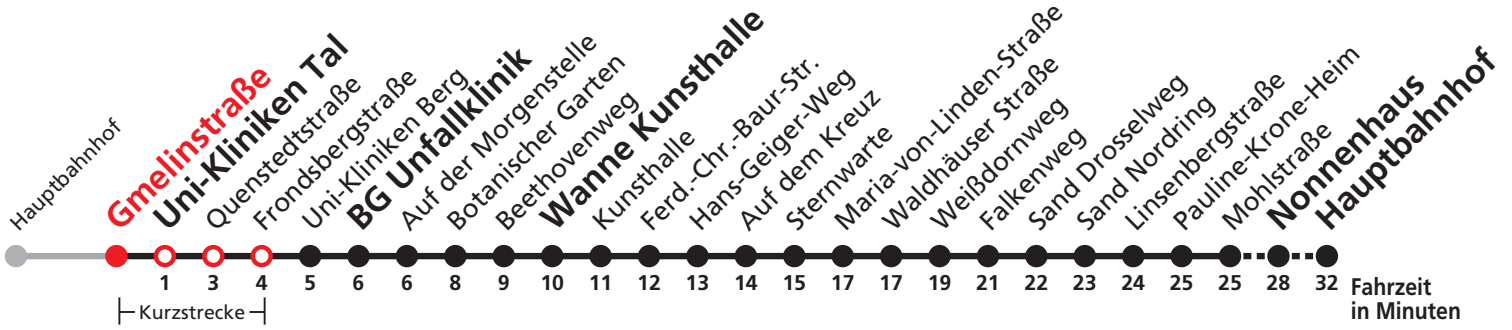 Hauptbahnhof
Gmelinstraße
Uni-Kliniken Tal
Quenstedtstraße
Frondsbergstraße
Uni-Kliniken Berg
BG Unfallklinik
Auf der Morgenstelle
Botanischer Garten
Beethovenweg
Wanne Kunsthalle
Kunsthalle
Ferd.-Chr.-Baur-Str.
Hans-Geiger-Weg
Auf dem Kreuz
Sternwarte
Maria-von-Linden-Straße
Waldhäuser Straße
Weißdornweg
Falkenweg
Sand Drosselweg
Sand Nordring
Linsenbergstraße
Pauline-Krone-Heim
Mohlstraße
Nonnenhaus
Hauptbahnhof
1 3 4 5 6 6 8 9 10 11 12 13 14 15 17 17 19 21 22 23 24 25 25 28 32
Fahrzeit
in Minuten
Kurzstrecke